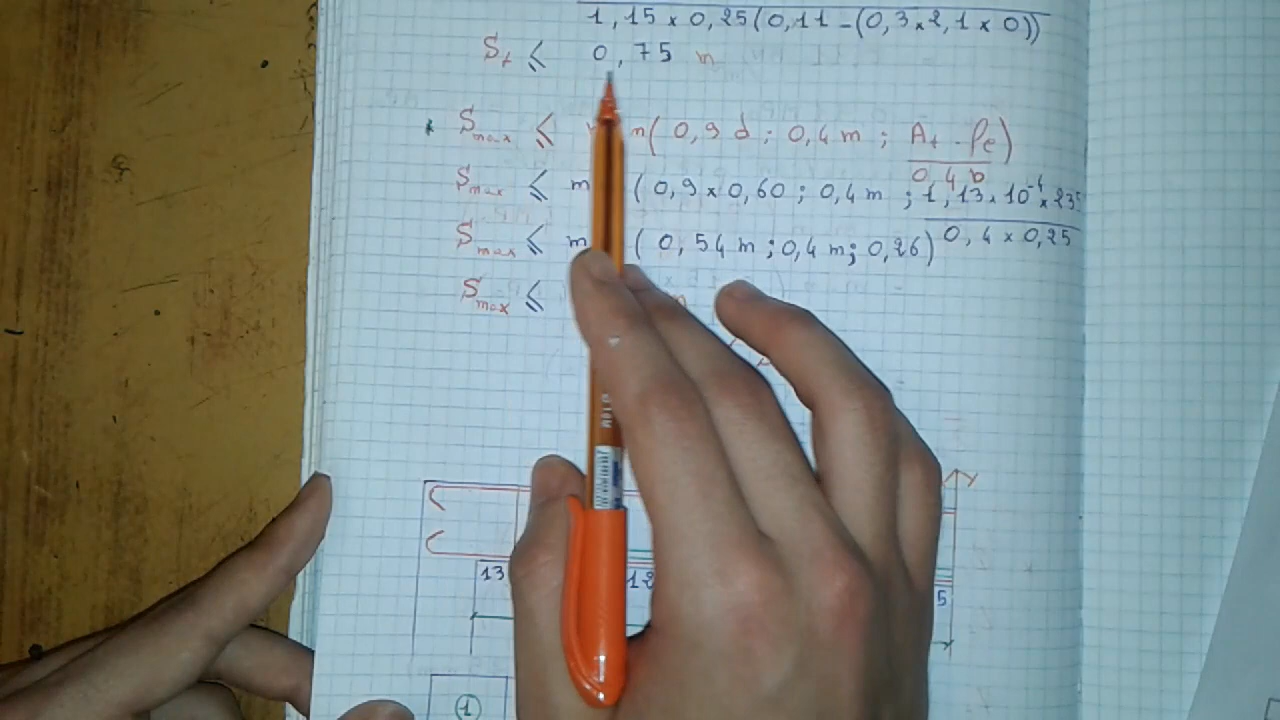 1,15 x 0,25(0,11 - (0,3 x 2,1 x 0))
St ⩽ 0,75 m
* Smax ⩽ n( 0,9 d ; 0,4 m ; At . fe / 0,4 b )
Smax ⩽ m ( 0,9 x 0,60 ; 0,4 m ; 1,13 x 10⁻⁴ x 235 / 0,4 x 0,25
Smax ⩽ m ( 0,54 m ; 0,4 m ; 0,26)
Smax ⩽ m
13 12 5
1